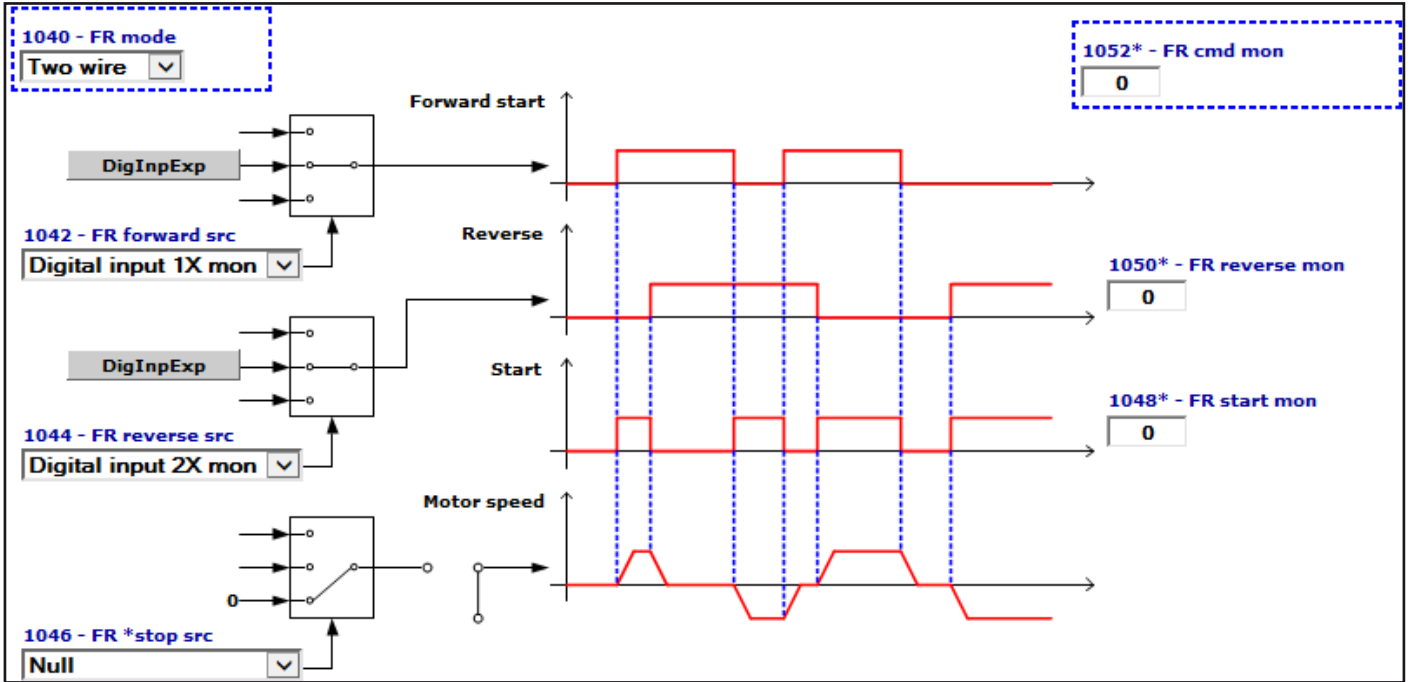 1040 - FR mode
Two wire
1052* - FR cmd mon
0
Forward start
DigInpExp
1042 - FR forward src
Digital input 1X mon
Reverse
1050* - FR reverse mon
0
DigInpExp
Start
1048* - FR start mon
0
1044 - FR reverse src
Digital input 2X mon
Motor speed
0
1046 - FR *stop src
Null